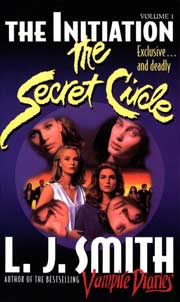 VOLUME 1
THE INITIATION
Exclusive...
and deadly
the
Secret Circle
L. J. SMITH
AUTHOR OF THE BESTSELLING
Vampire Diaries